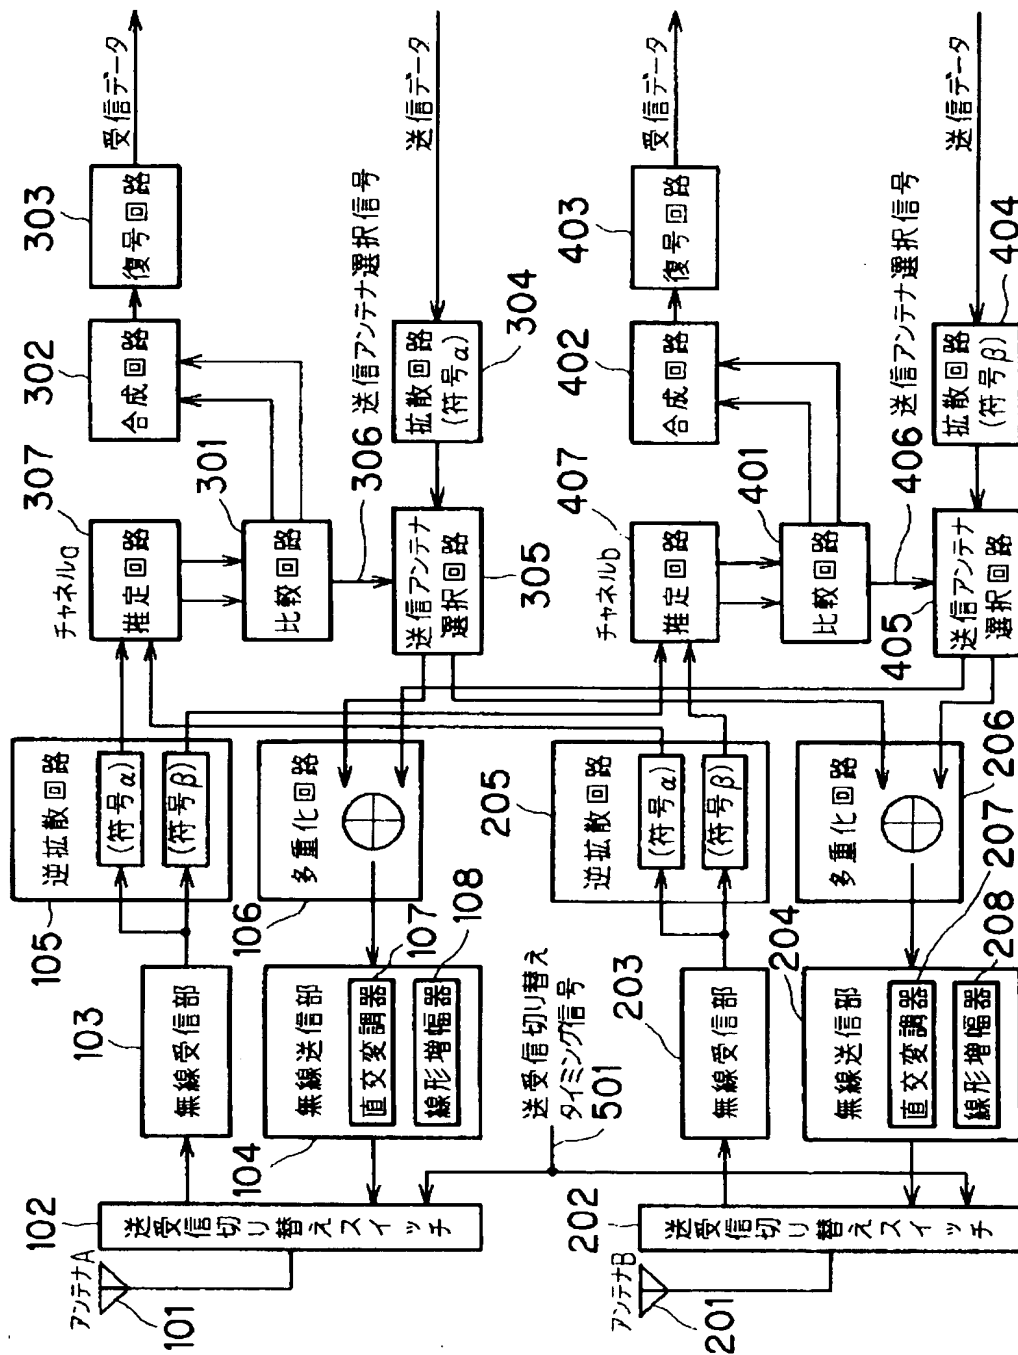 303
復号回路
受信データ
302
合成回路
307
チャネルa
推定回路
301
比較回路
306
送信アンテナ選択信号
送信データ
304
拡散回路
(符号α)
305
送信アンテナ
選択回路
105
逆拡散回路
(符号α)
(符号β)
106
多重化回路
103
無線受信部
104
無線送信部
107
直交変調器
108
線形増幅器
102
送受信切り替えスイッチ
アンテナA
101
送受信切り替え
タイミング信号
501
403
復号回路
受信データ
402
合成回路
407
チャネルb
推定回路
401
比較回路
406
送信アンテナ選択信号
送信データ
404
拡散回路
(符号β)
405
送信アンテナ
選択回路
205
逆拡散回路
(符号α)
(符号β)
206
多重化回路
203
無線受信部
204
無線送信部
207
直交変調器
208
線形増幅器
202
送受信切り替えスイッチ
アンテナB
201